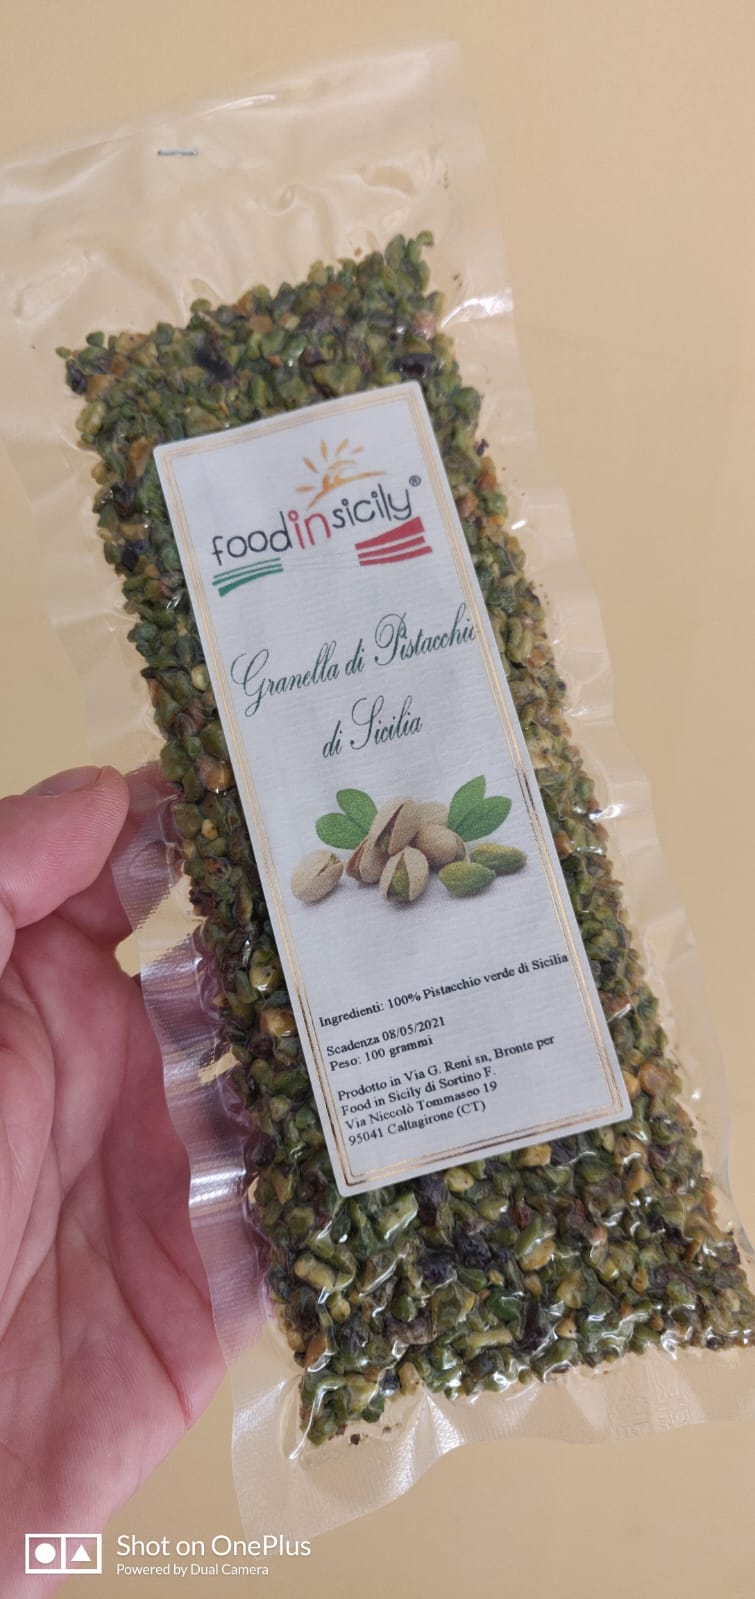 foodinsicily®
Granella di Pistacchio
di Sicilia
Ingredienti: 100% Pistacchio verde di Sicilia
Scadenza 08/05/2021
Peso: 100 grammi
Prodotto in Via G. Reni sn, Bronte per
Food in Sicily di Sortino F.
Via Niccolò Tommaseo 19
95041 Caltagirone (CT)
Shot on OnePlus
Powered by Dual Camera